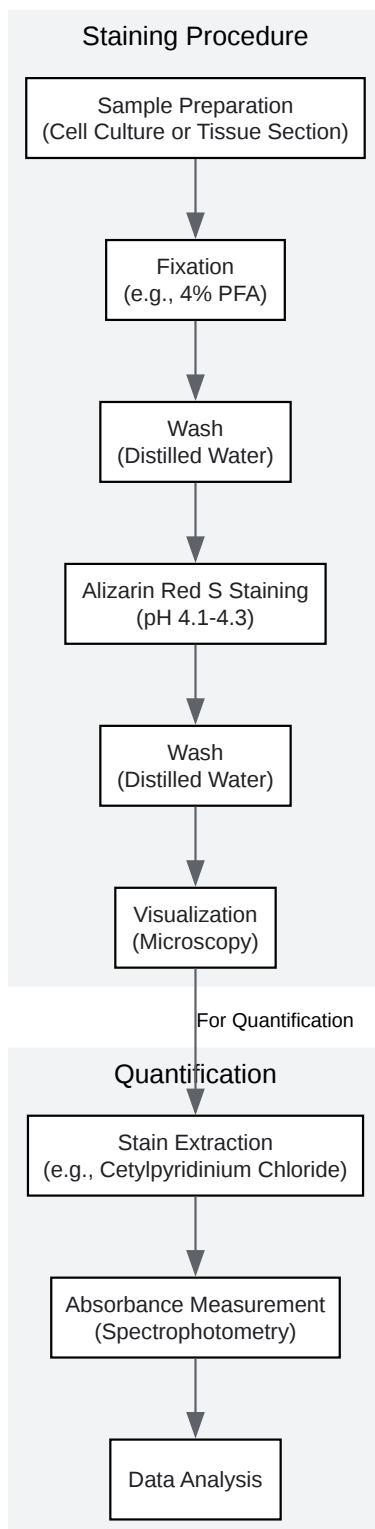 Staining Procedure
Sample Preparation
(Cell Culture or Tissue Section)
Fixation
(e.g., 4% PFA)
Wash
(Distilled Water)
Alizarin Red S Staining
(pH 4.1-4.3)
Wash
(Distilled Water)
Visualization
(Microscopy)
For Quantification
Quantification
Stain Extraction
(e.g., Cetylpyridinium Chloride)
Absorbance Measurement
(Spectrophotometry)
Data Analysis